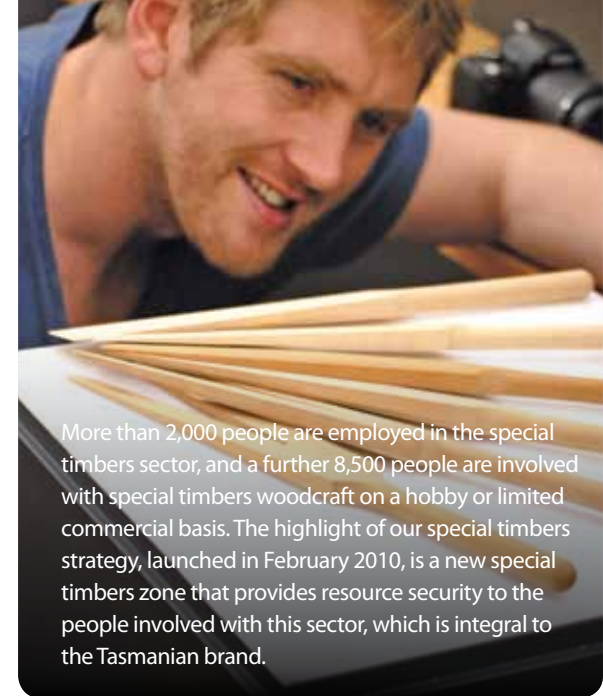 More than 2,000 people are employed in the special
timbers sector, and a further 8,500 people are involved
with special timbers woodcraft on a hobby or limited
commercial basis. The highlight of our special timbers
strategy, launched in February 2010, is a new special
timbers zone that provides resource security to the
people involved with this sector, which is integral to
the Tasmanian brand.